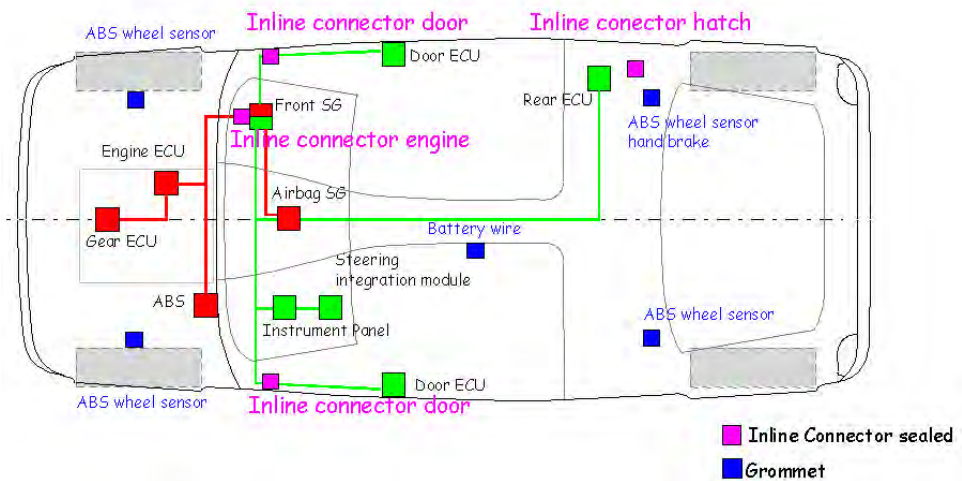 Inline connector door
Inline conector hatch
ABS wheel sensor
Door ECU
Rear ECU
Front SG
ABS wheel sensor
hand brake
Inline connector engine
Engine ECU
Airbag SG
Gear ECU
Battery wire
Steering
integration module
ABS
Instrument Panel
ABS wheel sensor
Door ECU
ABS wheel sensor
Inline connector door
Inline Connector sealed
Grommet